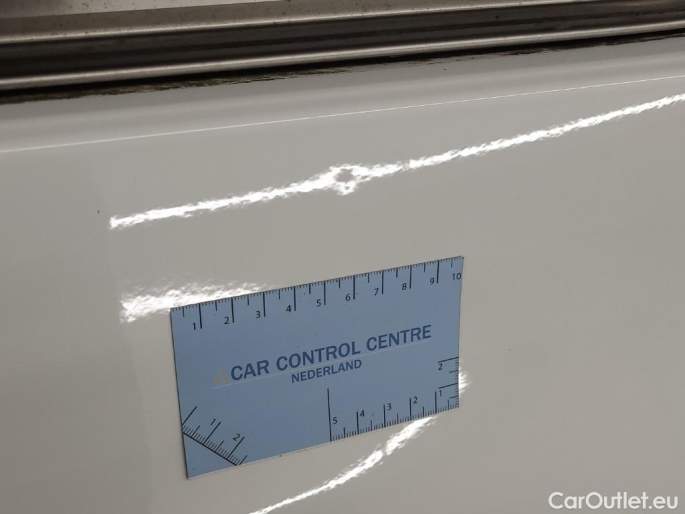 1 2 3 4 5 6 7 8 9 10
CAR CONTROL CENTRE
NEDERLAND
2
1
5 4 3 2 1
1 2
CarOutlet.eu